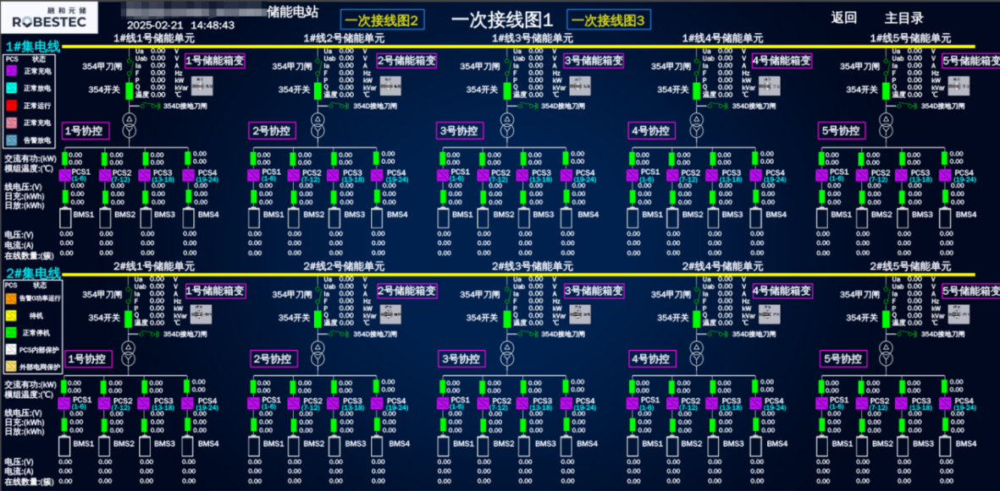 融和元储
ROBESTEC
2025-02-21 14:48:43
储能电站
一次接线图2
一次接线图1
一次接线图3
返回
主目录
1#集电线
1#线1号储能单元
1#线2号储能单元
1#线3号储能单元
1#线4号储能单元
1#线5号储能单元
PCS 状态
正常充电
正常放电
正常运行
正常充电
告警放电
354甲刀闸 Ua 0.00 V 1号储能箱变
Uab 0.00 V
Ia 0.00 A
F 0.00 Hz
P 0.00 kW
354开关 Q 0.00 kVar
温度 0.00 ℃
354D接地刀闸
354甲刀闸 Ua 0.00 V 2号储能箱变
Uab 0.00 V
Ia 0.00 A
F 0.00 Hz
P 0.00 kW
354开关 Q 0.00 kVar
温度 0.00 ℃
354D接地刀闸
354甲刀闸 Ua 0.00 V 3号储能箱变
Uab 0.00 V
Ia 0.00 A
F 0.00 Hz
P 0.00 kW
354开关 Q 0.00 kVar
温度 0.00 ℃
354D接地刀闸
354甲刀闸 Ua 0.00 V 4号储能箱变
Uab 0.00 V
Ia 0.00 A
F 0.00 Hz
P 0.00 kW
354开关 Q 0.00 kVar
温度 0.00 ℃
354D接地刀闸
354甲刀闸 Ua 0.00 V 5号储能箱变
Uab 0.00 V
Ia 0.00 A
F 0.00 Hz
P 0.00 kW
354开关 Q 0.00 kVar
温度 0.00 ℃
354D接地刀闸
1号协控 2号协控 3号协控 4号协控 5号协控
交流有功:(kW) 0.00 0.00 0.00 0.00 0.00 0.00 0.00 0.00 0.00 0.00 0.00 0.00 0.00 0.00 0.00 0.00 0.00 0.00 0.00 0.00
模组温度:(℃) 0.00 0.00 0.00 0.00 0.00 0.00 0.00 0.00 0.00 0.00 0.00 0.00 0.00 0.00 0.00 0.00 0.00 0.00 0.00 0.00
PCS1 PCS2 PCS3 PCS4 PCS1 PCS2 PCS3 PCS4 PCS1 PCS2 PCS3 PCS4 PCS1 PCS2 PCS3 PCS4 PCS1 PCS2 PCS3 PCS4
(1-6) (7-12) (13-18) (19-24) (1-6) (7-12) (13-18) (19-24) (1-6) (7-12) (13-18) (19-24) (1-6) (7-12) (13-18) (19-24) (1-6) (7-12) (13-18) (19-24)
线电压:(V) 0.00 0.00 0.00 0.00 0.00 0.00 0.00 0.00 0.00 0.00 0.00 0.00 0.00 0.00 0.00 0.00 0.00 0.00 0.00 0.00
日充:(kWh) 0.00 0.00 0.00 0.00 0.00 0.00 0.00 0.00 0.00 0.00 0.00 0.00 0.00 0.00 0.00 0.00 0.00 0.00 0.00 0.00
日放:(kWh) 0.00 0.00 0.00 0.00 0.00 0.00 0.00 0.00 0.00 0.00 0.00 0.00 0.00 0.00 0.00 0.00 0.00 0.00 0.00 0.00
BMS1 BMS2 BMS3 BMS4 BMS1 BMS2 BMS3 BMS4 BMS1 BMS2 BMS3 BMS4 BMS1 BMS2 BMS3 BMS4 BMS1 BMS2 BMS3 BMS4
电压:(V) 0.00 0.00 0.00 0.00 0.00 0.00 0.00 0.00 0.00 0.00 0.00 0.00 0.00 0.00 0.00 0.00 0.00 0.00 0.00 0.00
电流:(A) 0.00 0.00 0.00 0.00 0.00 0.00 0.00 0.00 0.00 0.00 0.00 0.00 0.00 0.00 0.00 0.00 0.00 0.00 0.00 0.00
在线数量:(簇) 0.00 0.00 0.00 0.00 0.00 0.00 0.00 0.00 0.00 0.00 0.00 0.00 0.00 0.00 0.00 0.00 0.00 0.00 0.00 0.00
2#集电线
2#线1号储能单元
2#线2号储能单元
2#线3号储能单元
2#线4号储能单元
2#线5号储能单元
PCS 状态
告警0功率运行
待机
正常停机
PCS内部保护
外部电网保护
354甲刀闸 Ua 0.00 V 1号储能箱变
Uab 0.00 V
Ia 0.00 A
F 0.00 Hz
P 0.00 kW
354开关 Q 0.00 kVar
温度 0.00 ℃
354D接地刀闸
354甲刀闸 Ua 0.00 V 2号储能箱变
Uab 0.00 V
Ia 0.00 A
F 0.00 Hz
P 0.00 kW
354开关 Q 0.00 kVar
温度 0.00 ℃
354D接地刀闸
354甲刀闸 Ua 0.00 V 3号储能箱变
Uab 0.00 V
Ia 0.00 A
F 0.00 Hz
P 0.00 kW
354开关 Q 0.00 kVar
温度 0.00 ℃
354D接地刀闸
354甲刀闸 Ua 0.00 V 4号储能箱变
Uab 0.00 V
Ia 0.00 A
F 0.00 Hz
P 0.00 kW
354开关 Q 0.00 kVar
温度 0.00 ℃
354D接地刀闸
354甲刀闸 Ua 0.00 V 5号储能箱变
Uab 0.00 V
Ia 0.00 A
F 0.00 Hz
P 0.00 kW
354开关 Q 0.00 kVar
温度 0.00 ℃
354D接地刀闸
1号协控 2号协控 3号协控 4号协控 5号协控
交流有功:(kW) 0.00 0.00 0.00 0.00 0.00 0.00 0.00 0.00 0.00 0.00 0.00 0.00 0.00 0.00 0.00 0.00 0.00 0.00 0.00 0.00
模组温度:(℃) 0.00 0.00 0.00 0.00 0.00 0.00 0.00 0.00 0.00 0.00 0.00 0.00 0.00 0.00 0.00 0.00 0.00 0.00 0.00 0.00
PCS1 PCS2 PCS3 PCS4 PCS1 PCS2 PCS3 PCS4 PCS1 PCS2 PCS3 PCS4 PCS1 PCS2 PCS3 PCS4 PCS1 PCS2 PCS3 PCS4
(1-6) (7-12) (13-18) (19-24) (1-6) (7-12) (13-18) (19-24) (1-6) (7-12) (13-18) (19-24) (1-6) (7-12) (13-18) (19-24) (1-6) (7-12) (13-18) (19-24)
线电压:(V) 0.00 0.00 0.00 0.00 0.00 0.00 0.00 0.00 0.00 0.00 0.00 0.00 0.00 0.00 0.00 0.00 0.00 0.00 0.00 0.00
日充:(kWh) 0.00 0.00 0.00 0.00 0.00 0.00 0.00 0.00 0.00 0.00 0.00 0.00 0.00 0.00 0.00 0.00 0.00 0.00 0.00 0.00
日放:(kWh) 0.00 0.00 0.00 0.00 0.00 0.00 0.00 0.00 0.00 0.00 0.00 0.00 0.00 0.00 0.00 0.00 0.00 0.00 0.00 0.00
BMS1 BMS2 BMS3 BMS4 BMS1 BMS2 BMS3 BMS4 BMS1 BMS2 BMS3 BMS4 BMS1 BMS2 BMS3 BMS4 BMS1 BMS2 BMS3 BMS4
电压:(V) 0.00 0.00 0.00 0.00 0.00 0.00 0.00 0.00 0.00 0.00 0.00 0.00 0.00 0.00 0.00 0.00 0.00 0.00 0.00 0.00
电流:(A) 0.00 0.00 0.00 0.00 0.00 0.00 0.00 0.00 0.00 0.00 0.00 0.00 0.00 0.00 0.00 0.00 0.00 0.00 0.00 0.00
在线数量:(簇) 0.00 0.00 0.00 0.00 0.00 0.00 0.00 0.00 0.00 0.00 0.00 0.00 0.00 0.00 0.00 0.00 0.00 0.00 0.00 0.00